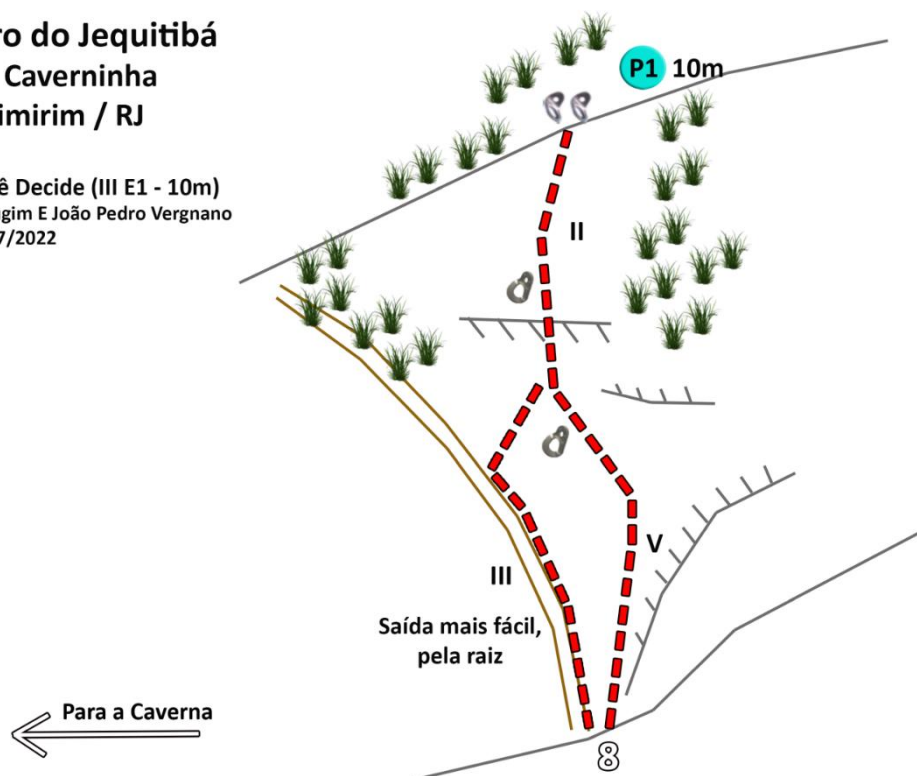 ro do Jequitibá
Caverninha
imirim / RJ
ê Decide (III E1 - 10m)
gim E João Pedro Vergnano
7/2022
P1 10m
II
V
III
Saída mais fácil,
pela raiz
Para a Caverna
8